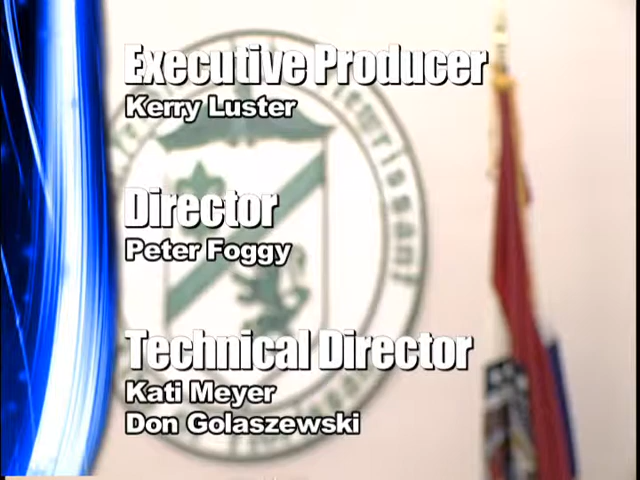 Executive Producer
Kerry Luster
Director
Peter Foggy
Technical Director
Kati Meyer
Don Golaszewski